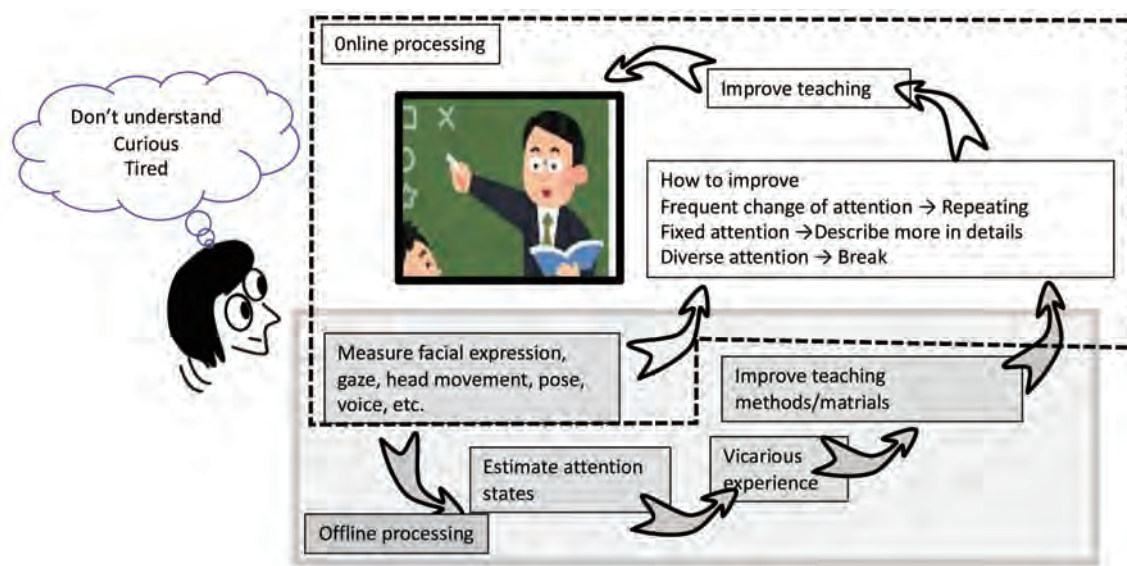 Online processing
Improve teaching
Don't understand
Curious
Tired
How to improve
Frequent change of attention → Repeating
Fixed attention →Describe more in details
Diverse attention → Break
Measure facial expression,
gaze, head movement, pose,
voice, etc.
Improve teaching
methods/matrials
Estimate attention
states
Vicarious
experience
Offline processing